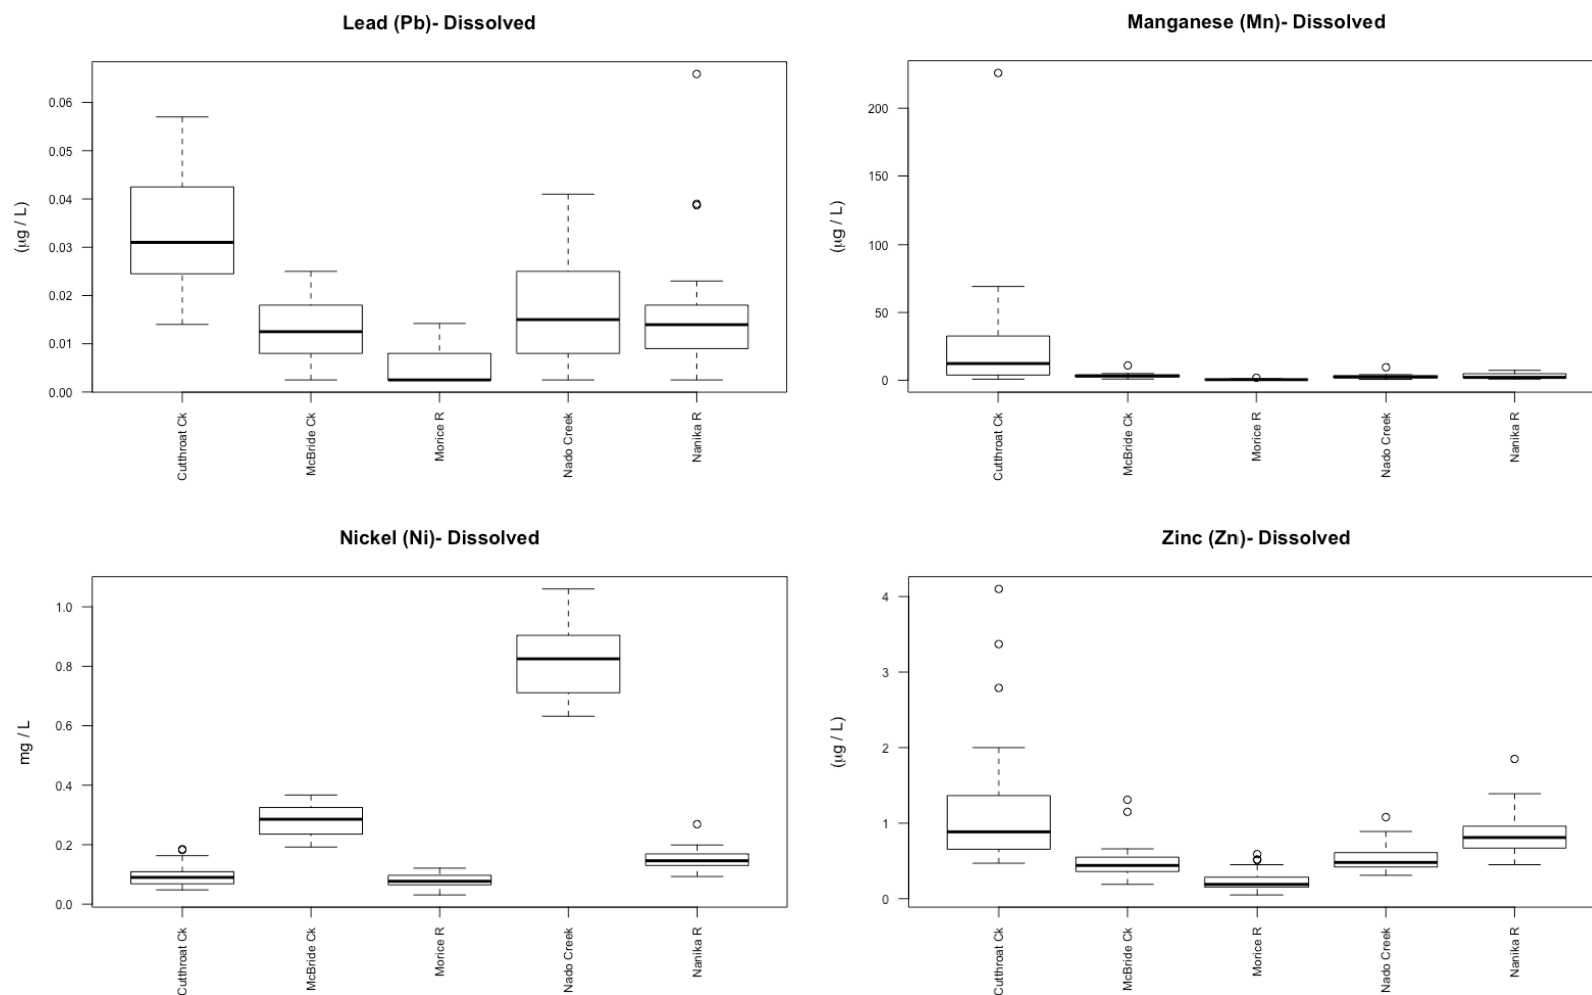 Lead (Pb)- Dissolved
(µg / L)
0.06
0.05
0.04
0.03
0.02
0.01
0.00
Cutthroat Ck
McBride Ck
Morice R
Nado Creek
Nanika R
Manganese (Mn)- Dissolved
(µg / L)
200
150
100
50
0
Cutthroat Ck
McBride Ck
Morice R
Nado Creek
Nanika R
Nickel (Ni)- Dissolved
mg / L
1.0
0.8
0.6
0.4
0.2
0.0
Cutthroat Ck
McBride Ck
Morice R
Nado Creek
Nanika R
Zinc (Zn)- Dissolved
(µg / L)
4
3
2
1
0
Cutthroat Ck
McBride Ck
Morice R
Nado Creek
Nanika R